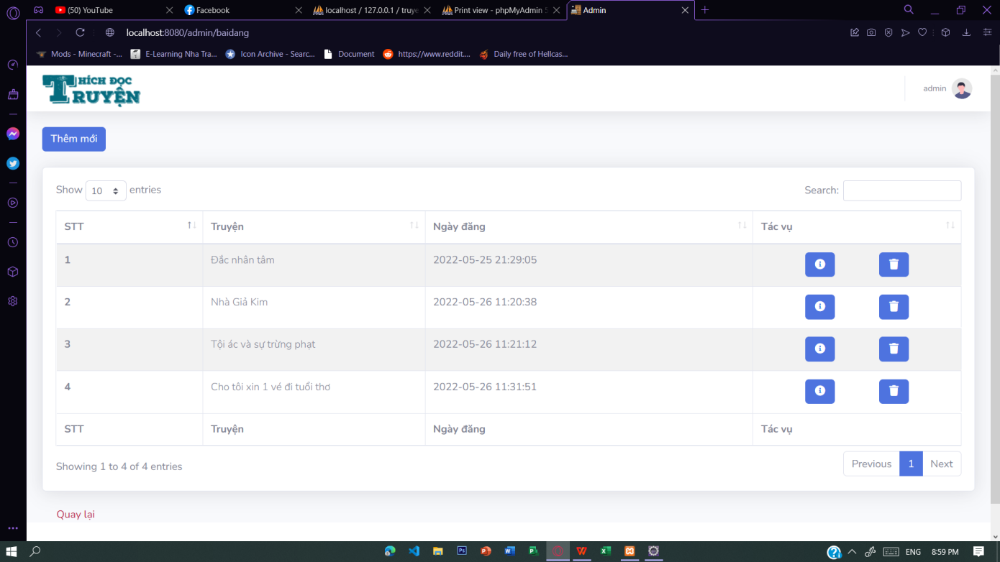 (50) YouTube Facebook localhost / 127.0.0.1 / truye Print view - phpMyAdmin Admin
localhost:8080/admin/baidang
Mods - Minecraft -... E-Learning Nha Tra... Icon Archive - Searc... Document https://www.reddit.... Daily free of Hellcas...
THÍCH ĐỌC
TRUYỆN
admin
Thêm mới
Show 10 entries Search:
STT Truyện Ngày đăng Tác vụ
1 Đắc nhân tâm 2022-05-25 21:29:05
2 Nhà Giả Kim 2022-05-26 11:20:38
3 Tội ác và sự trừng phạt 2022-05-26 11:21:12
4 Cho tôi xin 1 vé đi tuổi thơ 2022-05-26 11:31:51
STT Truyện Ngày đăng Tác vụ
Showing 1 to 4 of 4 entries Previous 1 Next
Quay lại
ENG 8:59 PM